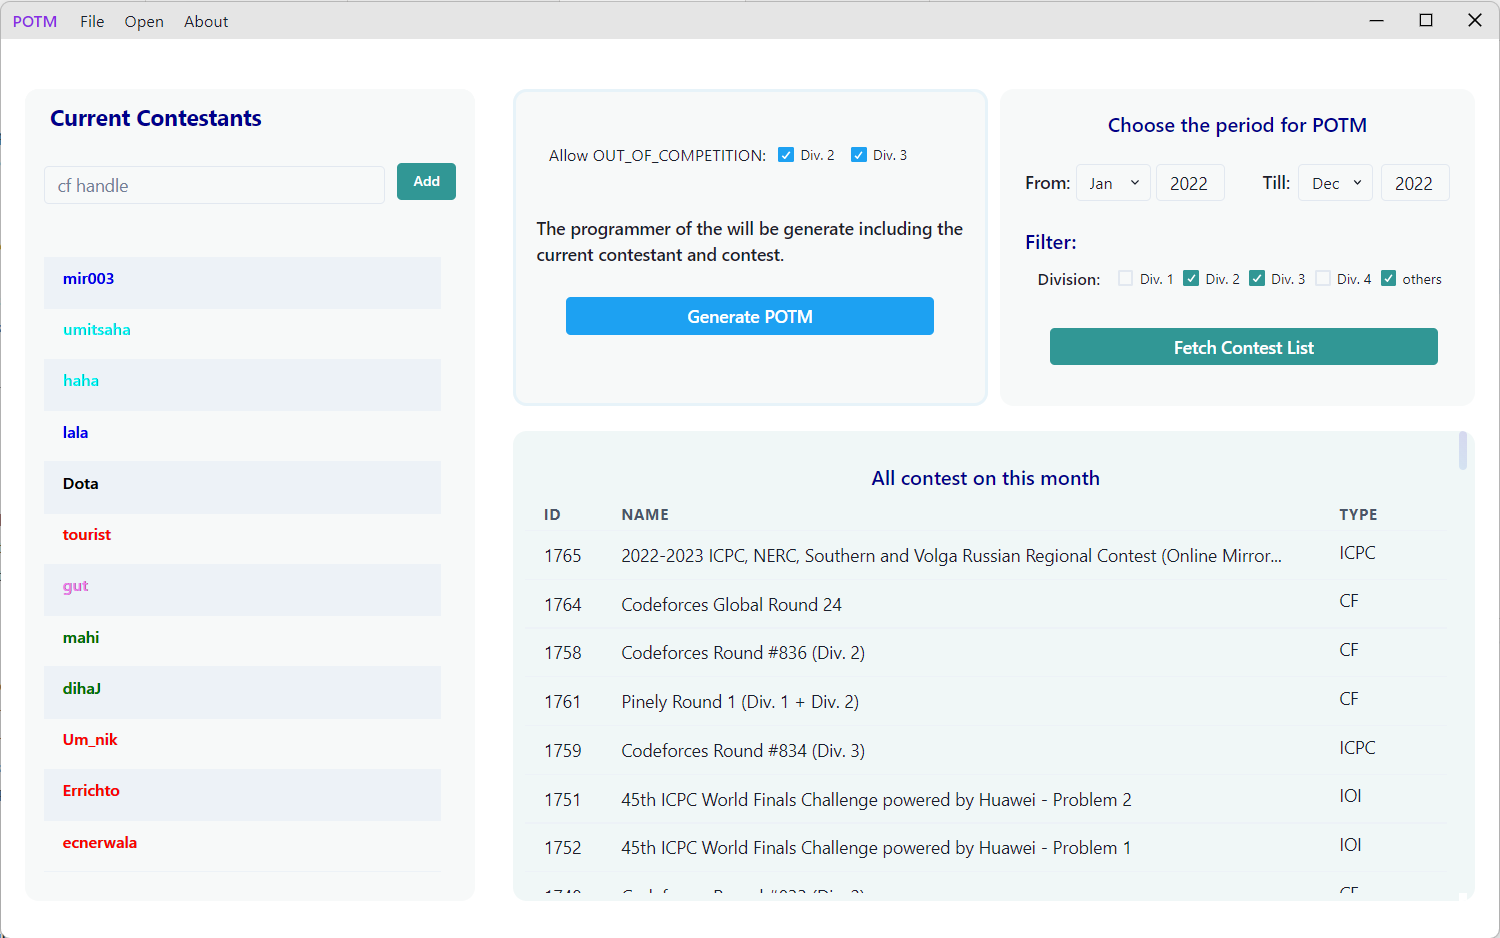 POTM File Open About
Current Contestants
cf handle
Add
mir003
umitsaha
haha
lala
Dota
tourist
gut
mahi
dihaJ
Um_nik
Errichto
ecnerwala
Allow OUT_OF_COMPETITION: Div. 2 Div. 3
The programmer of the will be generate including the
current contestant and contest.
Generate POTM
Choose the period for POTM
From: Jan 2022 Till: Dec 2022
Filter:
Division: Div. 1 Div. 2 Div. 3 Div. 4 others
Fetch Contest List
All contest on this month
ID NAME TYPE
1765 2022-2023 ICPC, NERC, Southern and Volga Russian Regional Contest (Online Mirror... ICPC
1764 Codeforces Global Round 24 CF
1758 Codeforces Round #836 (Div. 2) CF
1761 Pinely Round 1 (Div. 1 + Div. 2) CF
1759 Codeforces Round #834 (Div. 3) ICPC
1751 45th ICPC World Finals Challenge powered by Huawei - Problem 2 IOI
1752 45th ICPC World Finals Challenge powered by Huawei - Problem 1 IOI